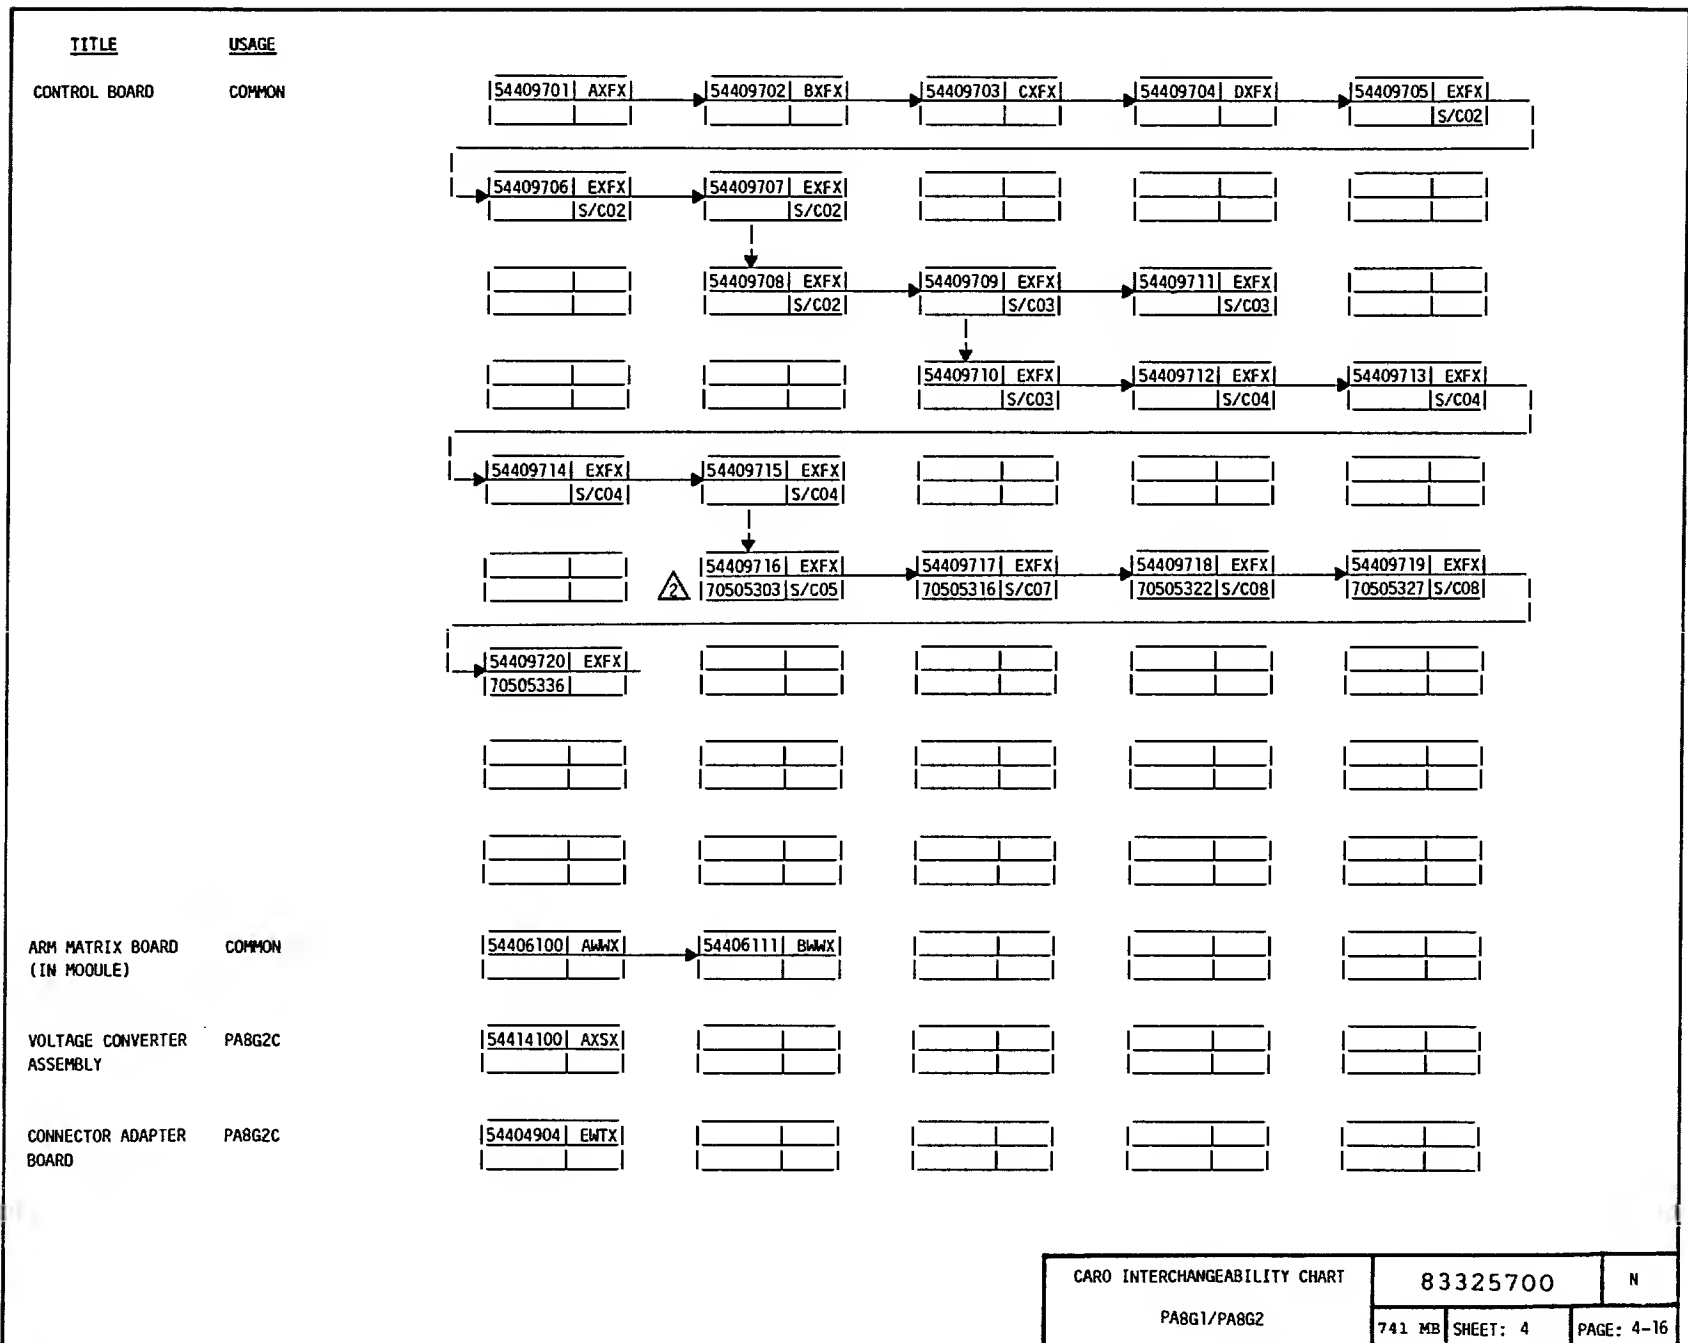 TITLE USAGE
CONTROL BOARD COMMON
54409701 AXFX 54409702 BXFX 54409703 CXFX 54409704 DXFX 54409705 EXFX
S/C02
54409706 EXFX 54409707 EXFX
S/C02 S/C02
54409708 EXFX 54409709 EXFX 54409711 EXFX
S/C02 S/C03 S/C03
54409710 EXFX 54409712 EXFX 54409713 EXFX
S/C03 S/C04 S/C04
54409714 EXFX 54409715 EXFX
S/C04 S/C04
54409716 EXFX 54409717 EXFX 54409718 EXFX 54409719 EXFX
2 70505303 S/C05 70505316 S/C07 70505322 S/C08 70505327 S/C08
54409720 EXFX
70505336
ARM MATRIX BOARD COMMON 54406100 AWWX 54406111 BWWX
(IN MOOULE)
VOLTAGE CONVERTER PA8G2C 54414100 AXSX
ASSEMBLY
CONNECTOR ADAPTER PA8G2C 54404904 EWTX
BOARD
CARO INTERCHANGEABILITY CHART 83325700 N
PA8G1/PA8G2
741 MB SHEET: 4 PAGE: 4-16